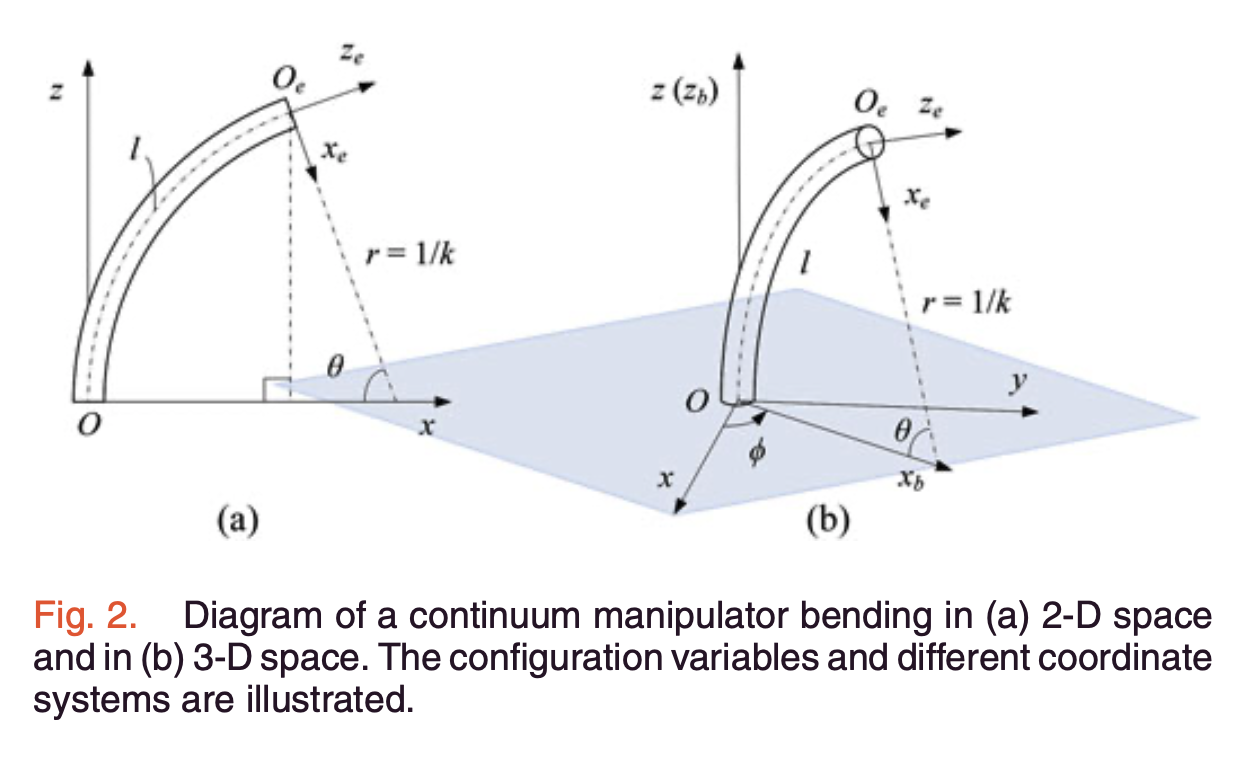 z
O_e
z_e
l
x_e
r = 1/k
θ
O
x
(a)
z (z_b)
O_e
z_e
x_e
l
r = 1/k
O
y
θ
ϕ
x
x_b
(b)
Fig. 2. Diagram of a continuum manipulator bending in (a) 2-D space
and in (b) 3-D space. The configuration variables and different coordinate
systems are illustrated.